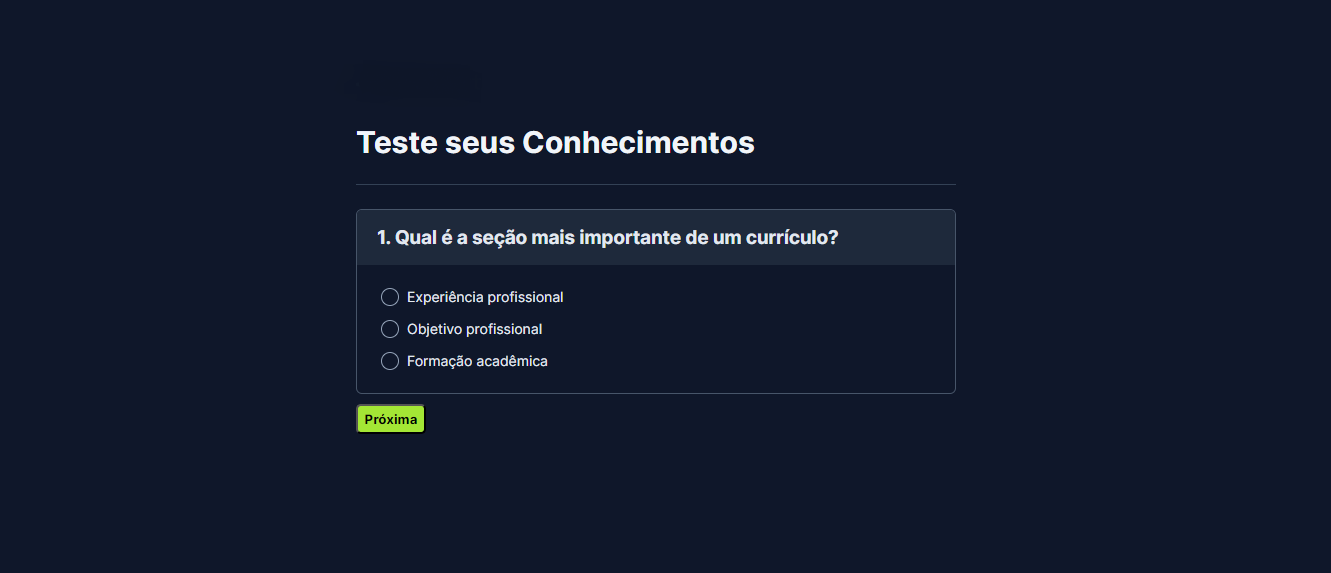 Teste seus Conhecimentos
1. Qual é a seção mais importante de um currículo?
Experiência profissional
Objetivo profissional
Formação acadêmica
Próxima